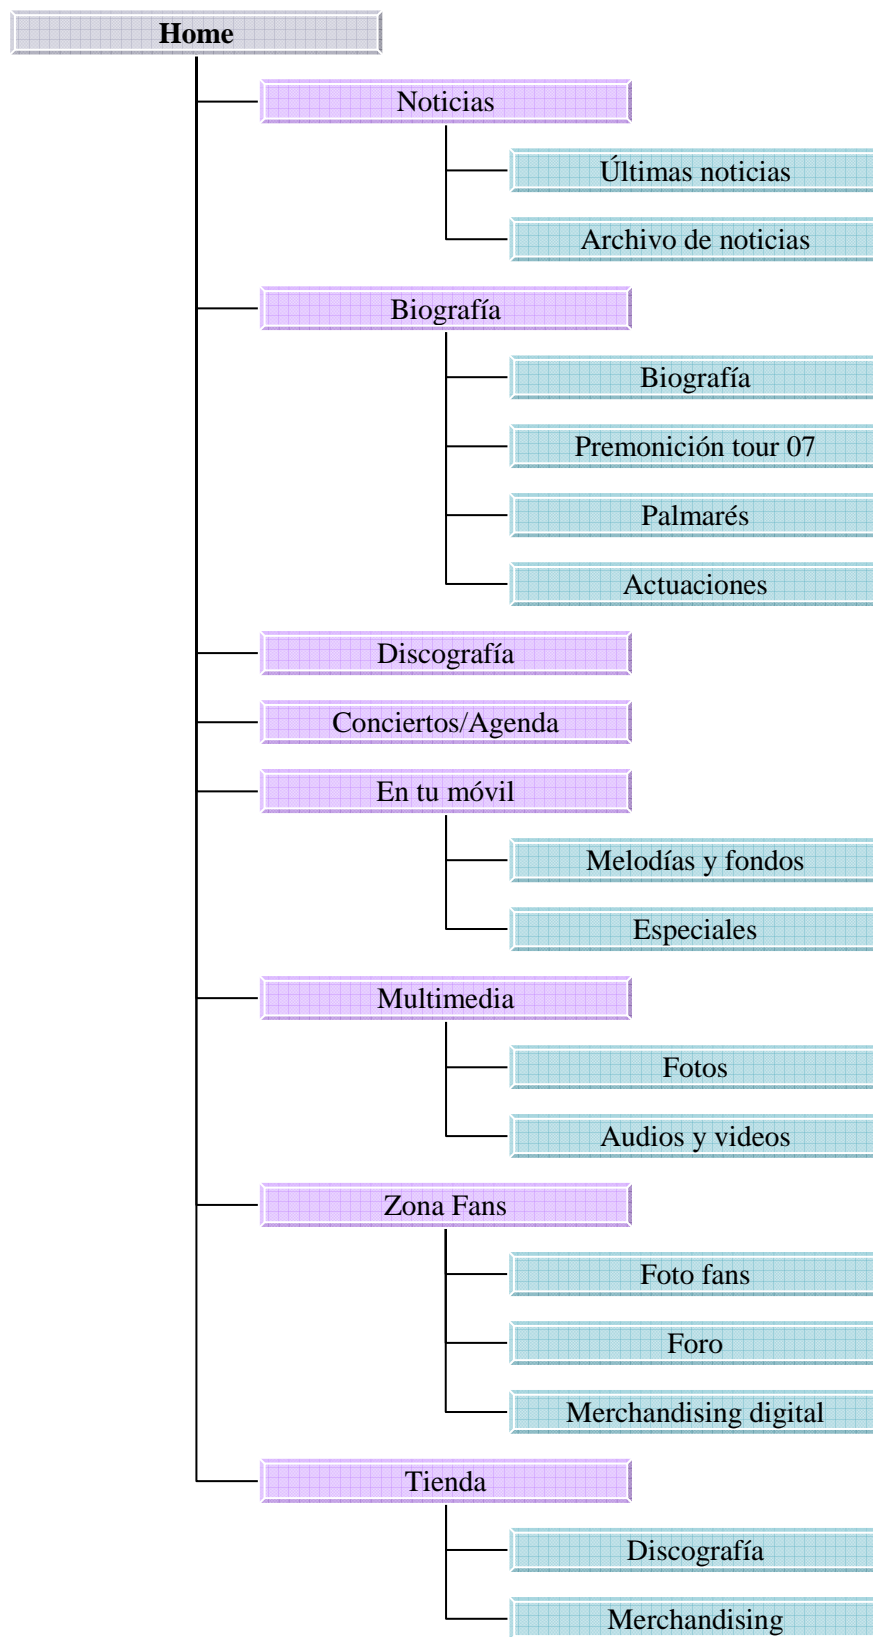 Home
Noticias
Últimas noticias
Archivo de noticias
Biografía
Biografía
Premonición tour 07
Palmarés
Actuaciones
Discografía
Conciertos/Agenda
En tu móvil
Melodías y fondos
Especiales
Multimedia
Fotos
Audios y videos
Zona Fans
Foto fans
Foro
Merchandising digital
Tienda
Discografía
Merchandising